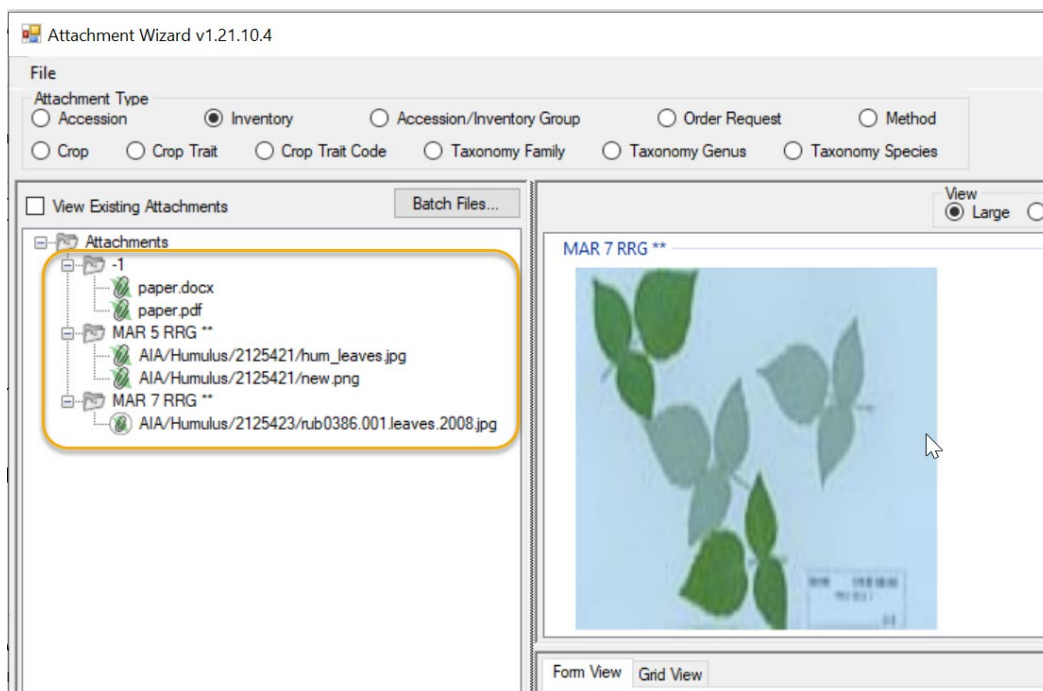 Attachment Wizard v1.21.10.4
File
Attachment Type
Accession Inventory Accession/Inventory Group Order Request Method
Crop Crop Trait Crop Trait Code Taxonomy Family Taxonomy Genus Taxonomy Species
View Existing Attachments Batch Files...
View
Large
Attachments
-1
paper.docx
paper.pdf
MAR 5 RRG **
AIA/Humulus/2125421/hum_leaves.jpg
AIA/Humulus/2125421/new.png
MAR 7 RRG **
AIA/Humulus/2125423/rub0386.001.leaves.2008.jpg
MAR 7 RRG **
Form View Grid View